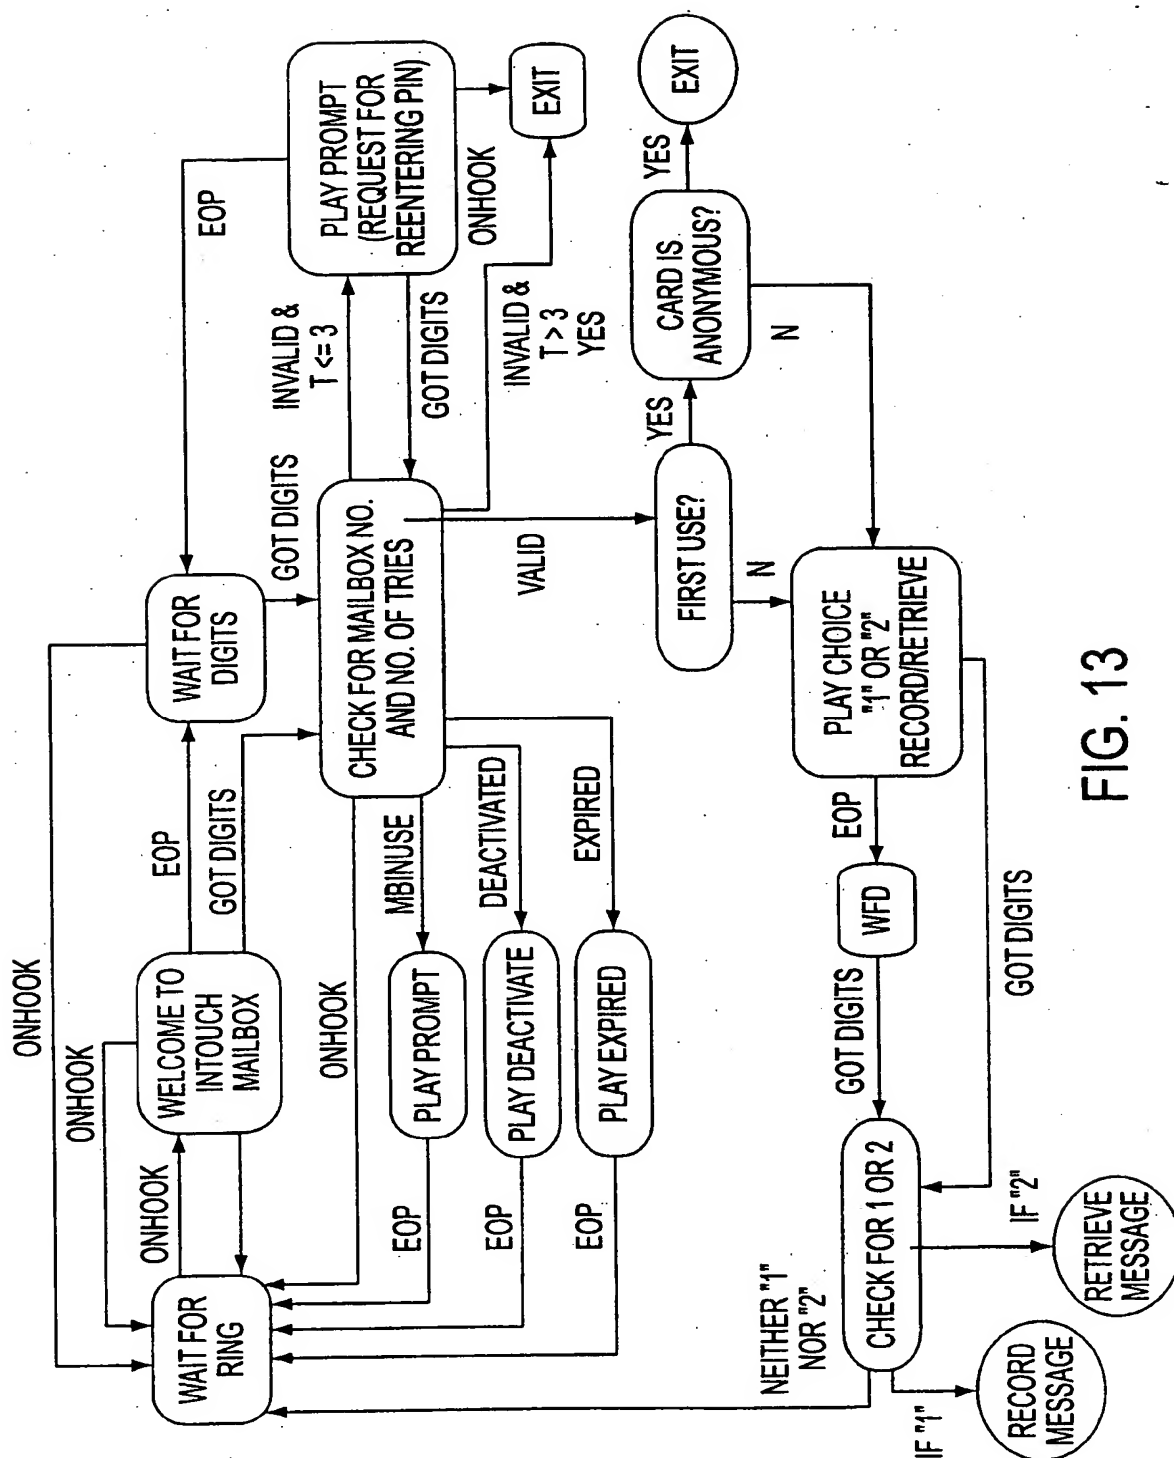 ONHOOK
ONHOOK
WAIT FOR
RING
ONHOOK
WELCOME TO
INTOUCH
MAILBOX
EOP
GOT DIGITS
WAIT FOR
DIGITS
EOP
GOT DIGITS
PLAY PROMPT
(REQUEST FOR
REENTERING PIN)
ONHOOK
EXIT
INVALID &
T <= 3
GOT DIGITS
INVALID &
T > 3
YES
CHECK FOR MAILBOX NO.
AND NO. OF TRIES
ONHOOK
MBINUSE
DEACTIVATED
EXPIRED
PLAY PROMPT
PLAY DEACTIVATE
PLAY EXPIRED
EOP
EOP
EOP
VALID
FIRST USE?
YES
CARD IS
ANONYMOUS?
YES
EXIT
N
N
PLAY CHOICE
"1" OR "2"
RECORD/RETRIEVE
EOP
WFD
GOT DIGITS
GOT DIGITS
CHECK FOR 1 OR 2
NEITHER "1"
NOR "2"
IF "1"
RECORD
MESSAGE
IF "2"
RETRIEVE
MESSAGE
FIG. 13